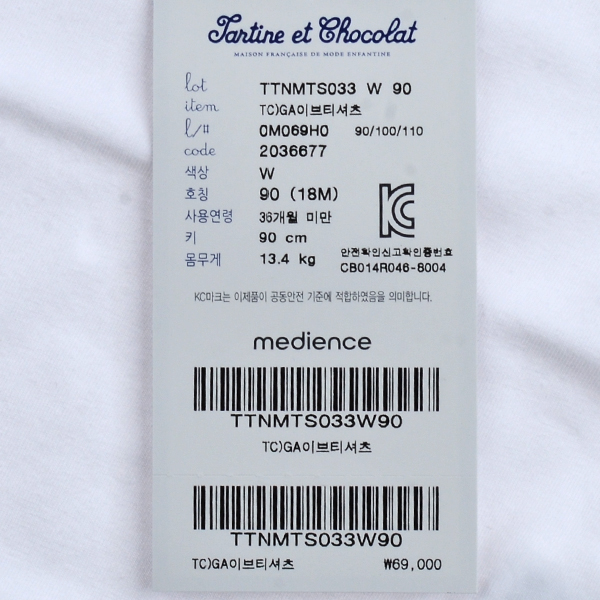 Tartine et Chocolat
MAISON FRANÇAISE DE MODE ENFANTINE
lot TTNMTS033 W 90
item TC)GA이브티셔츠
l/# 0M069H0 90/100/110
code 2036677
색상 W
호칭 90 (18M)
사용연령 36개월 미만
키 90 cm
몸무게 13.4 kg
안전확인신고확인증번호
CB014R046-6004
KC마크는 이제품이 공통안전 기준에 적합하였음을 의미합니다.
medience
TTNMTS033W90
TC)GA이브티셔츠
TTNMTS033W90
TC)GA이브티셔츠 ₩69,000